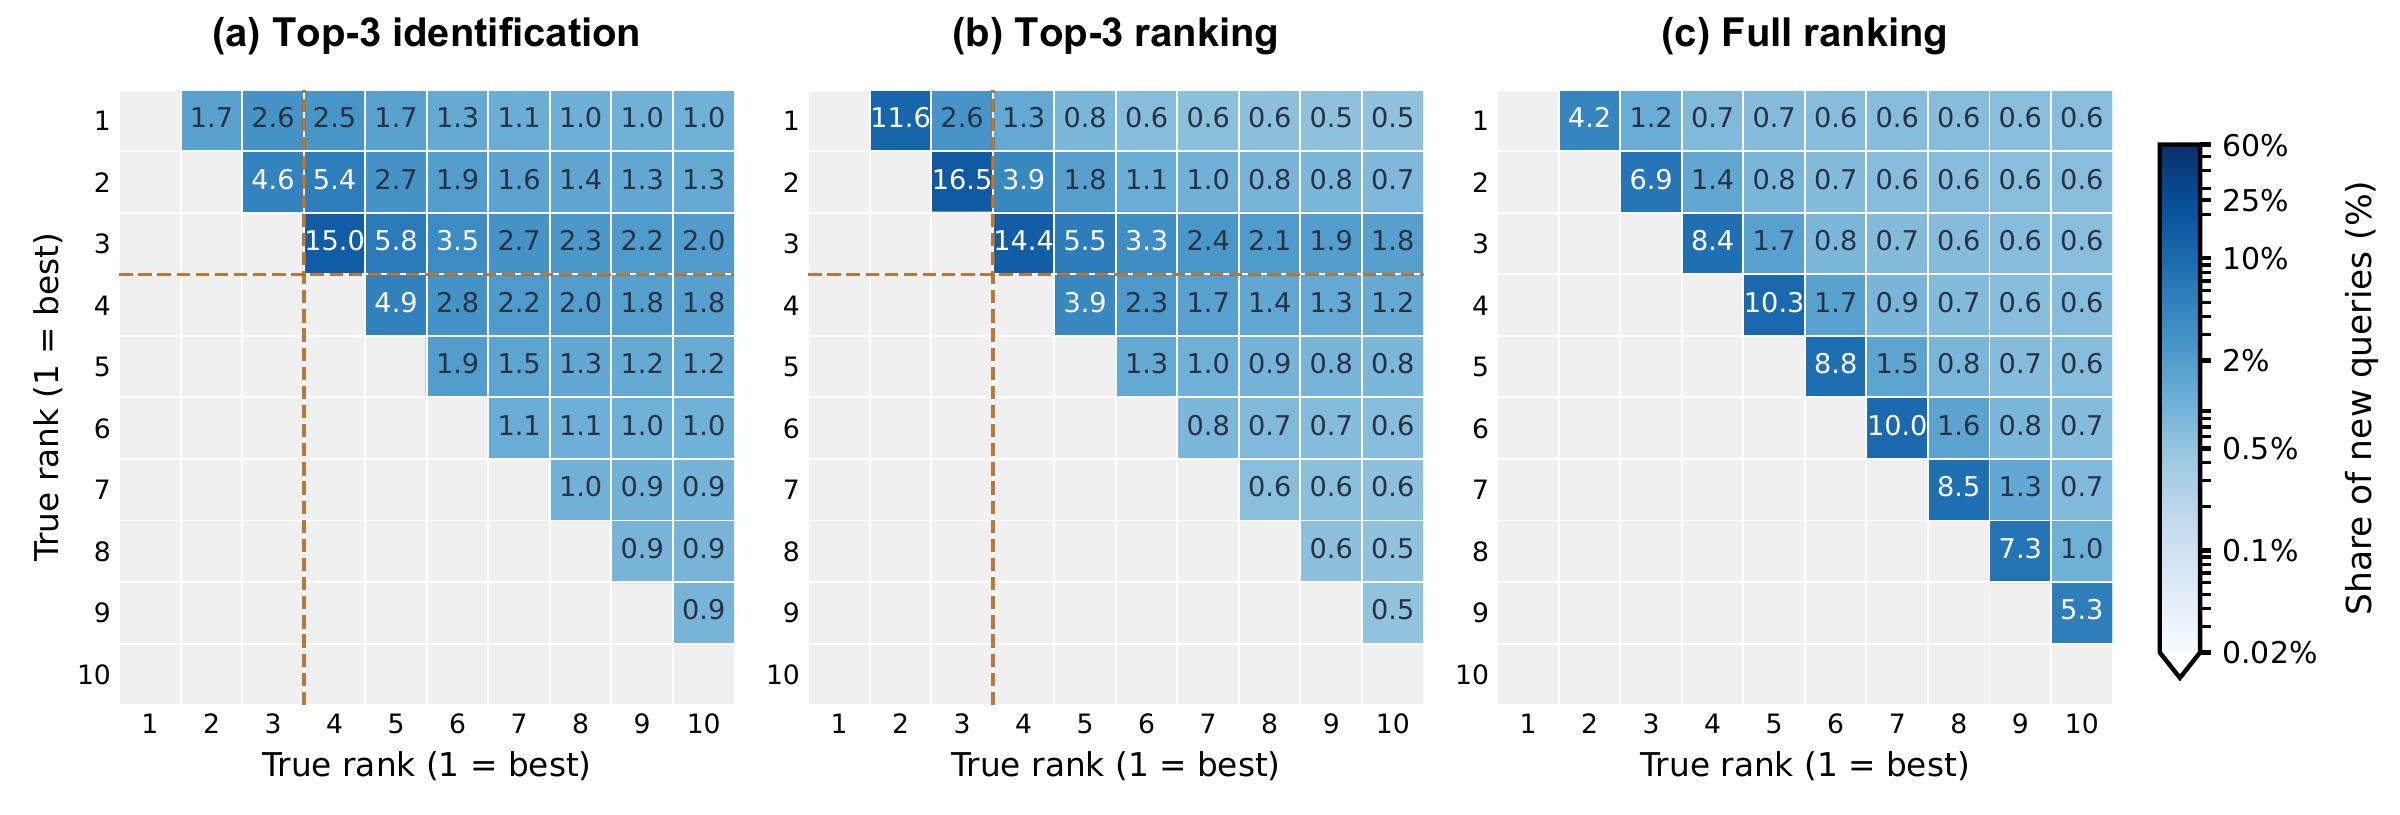 (a) Top-3 identification
1 1.7 2.6 2.5 1.7 1.3 1.1 1.0 1.0 1.0
2 4.6 5.4 2.7 1.9 1.6 1.4 1.3 1.3
3 15.0 5.8 3.5 2.7 2.3 2.2 2.0
4 4.9 2.8 2.2 2.0 1.8 1.8
5 1.9 1.5 1.3 1.2 1.2
6 1.1 1.1 1.0 1.0
7 1.0 0.9 0.9
8 0.9 0.9
9 0.9
10
1 2 3 4 5 6 7 8 9 10
True rank (1 = best)
True rank (1 = best)
(b) Top-3 ranking
1 11.6 2.6 1.3 0.8 0.6 0.6 0.6 0.5 0.5
2 16.5 3.9 1.8 1.1 1.0 0.8 0.8 0.7
3 14.4 5.5 3.3 2.4 2.1 1.9 1.8
4 3.9 2.3 1.7 1.4 1.3 1.2
5 1.3 1.0 0.9 0.8 0.8
6 0.8 0.7 0.7 0.6
7 0.6 0.6 0.6
8 0.6 0.5
9 0.5
10
1 2 3 4 5 6 7 8 9 10
True rank (1 = best)
(c) Full ranking
1 4.2 1.2 0.7 0.7 0.6 0.6 0.6 0.6 0.6
2 6.9 1.4 0.8 0.7 0.6 0.6 0.6 0.6
3 8.4 1.7 0.8 0.7 0.6 0.6 0.6
4 10.3 1.7 0.9 0.7 0.6 0.6
5 8.8 1.5 0.8 0.7 0.6
6 10.0 1.6 0.8 0.7
7 8.5 1.3 0.7
8 7.3 1.0
9 5.3
10
1 2 3 4 5 6 7 8 9 10
True rank (1 = best)
60%
25%
10%
2%
0.5%
0.1%
0.02%
Share of new queries (%)